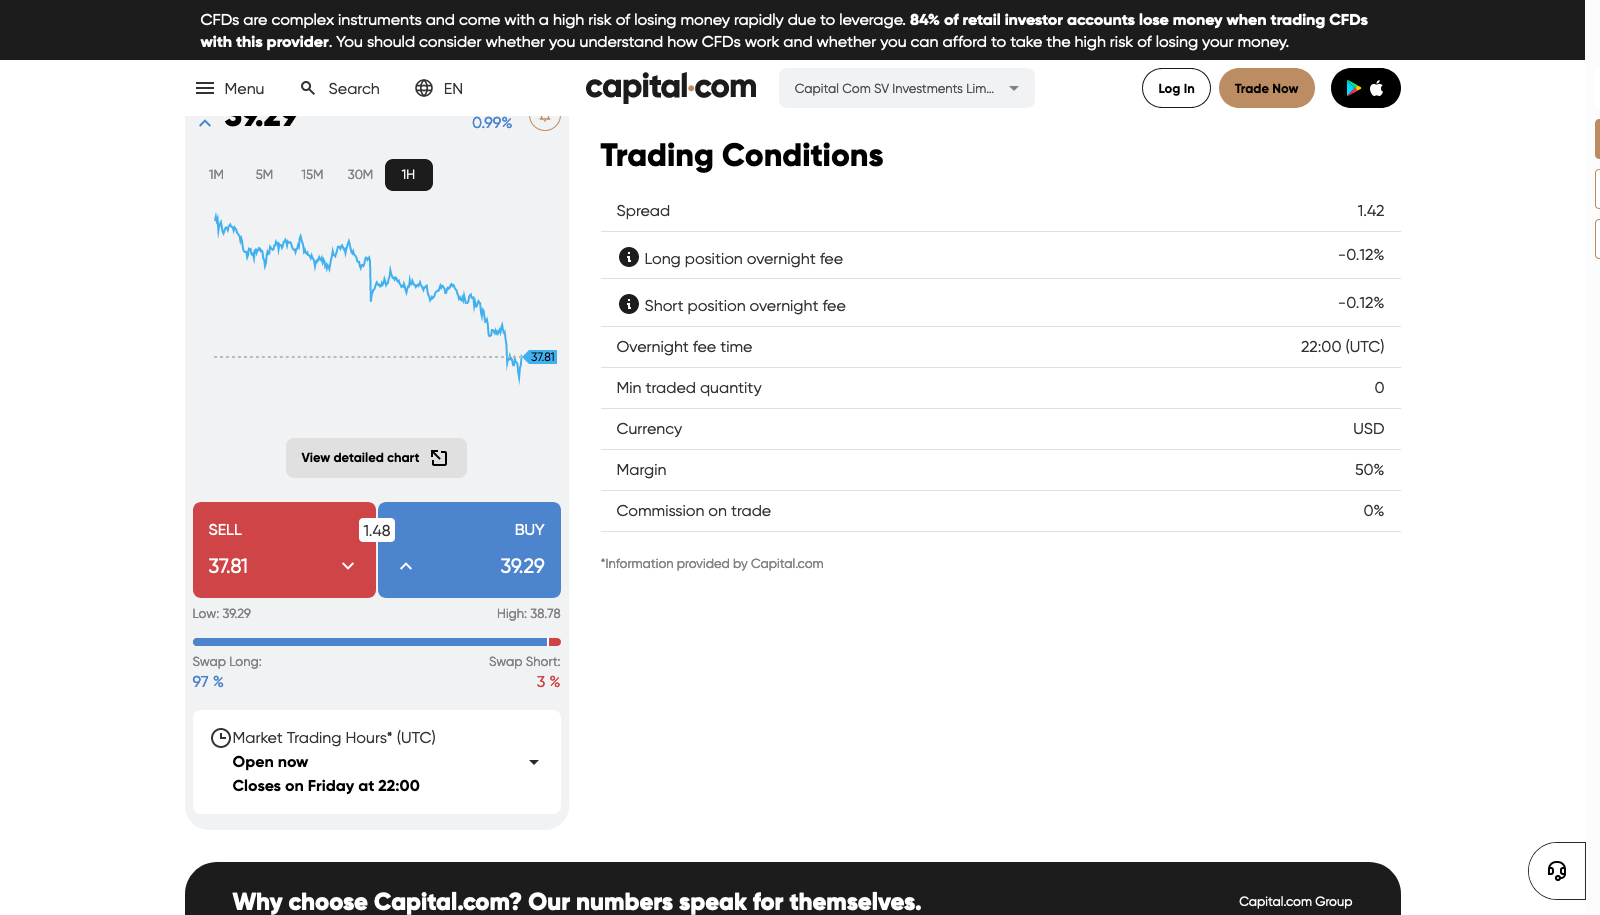 CFDs are complex instruments and come with a high risk of losing money rapidly due to leverage. 84% of retail investor accounts lose money when trading CFDs
with this provider. You should consider whether you understand how CFDs work and whether you can afford to take the high risk of losing your money.
Menu
Search
EN
capital.com
Capital Com SV Investments Lim...
Log In
Trade Now
39.29
0.99%
1M
5M
15M
30M
1H
37.81
View detailed chart
SELL
37.81
1.48
BUY
39.29
Low: 39.29
High: 38.78
Swap Long:
Swap Short:
97 %
3 %
Market Trading Hours* (UTC)
Open now
Closes on Friday at 22:00
Trading Conditions
Spread
1.42
Long position overnight fee
-0.12%
Short position overnight fee
-0.12%
Overnight fee time
22:00 (UTC)
Min traded quantity
0
Currency
USD
Margin
50%
Commission on trade
0%
*Information provided by Capital.com
Why choose Capital.com? Our numbers speak for themselves.
Capital.com Group